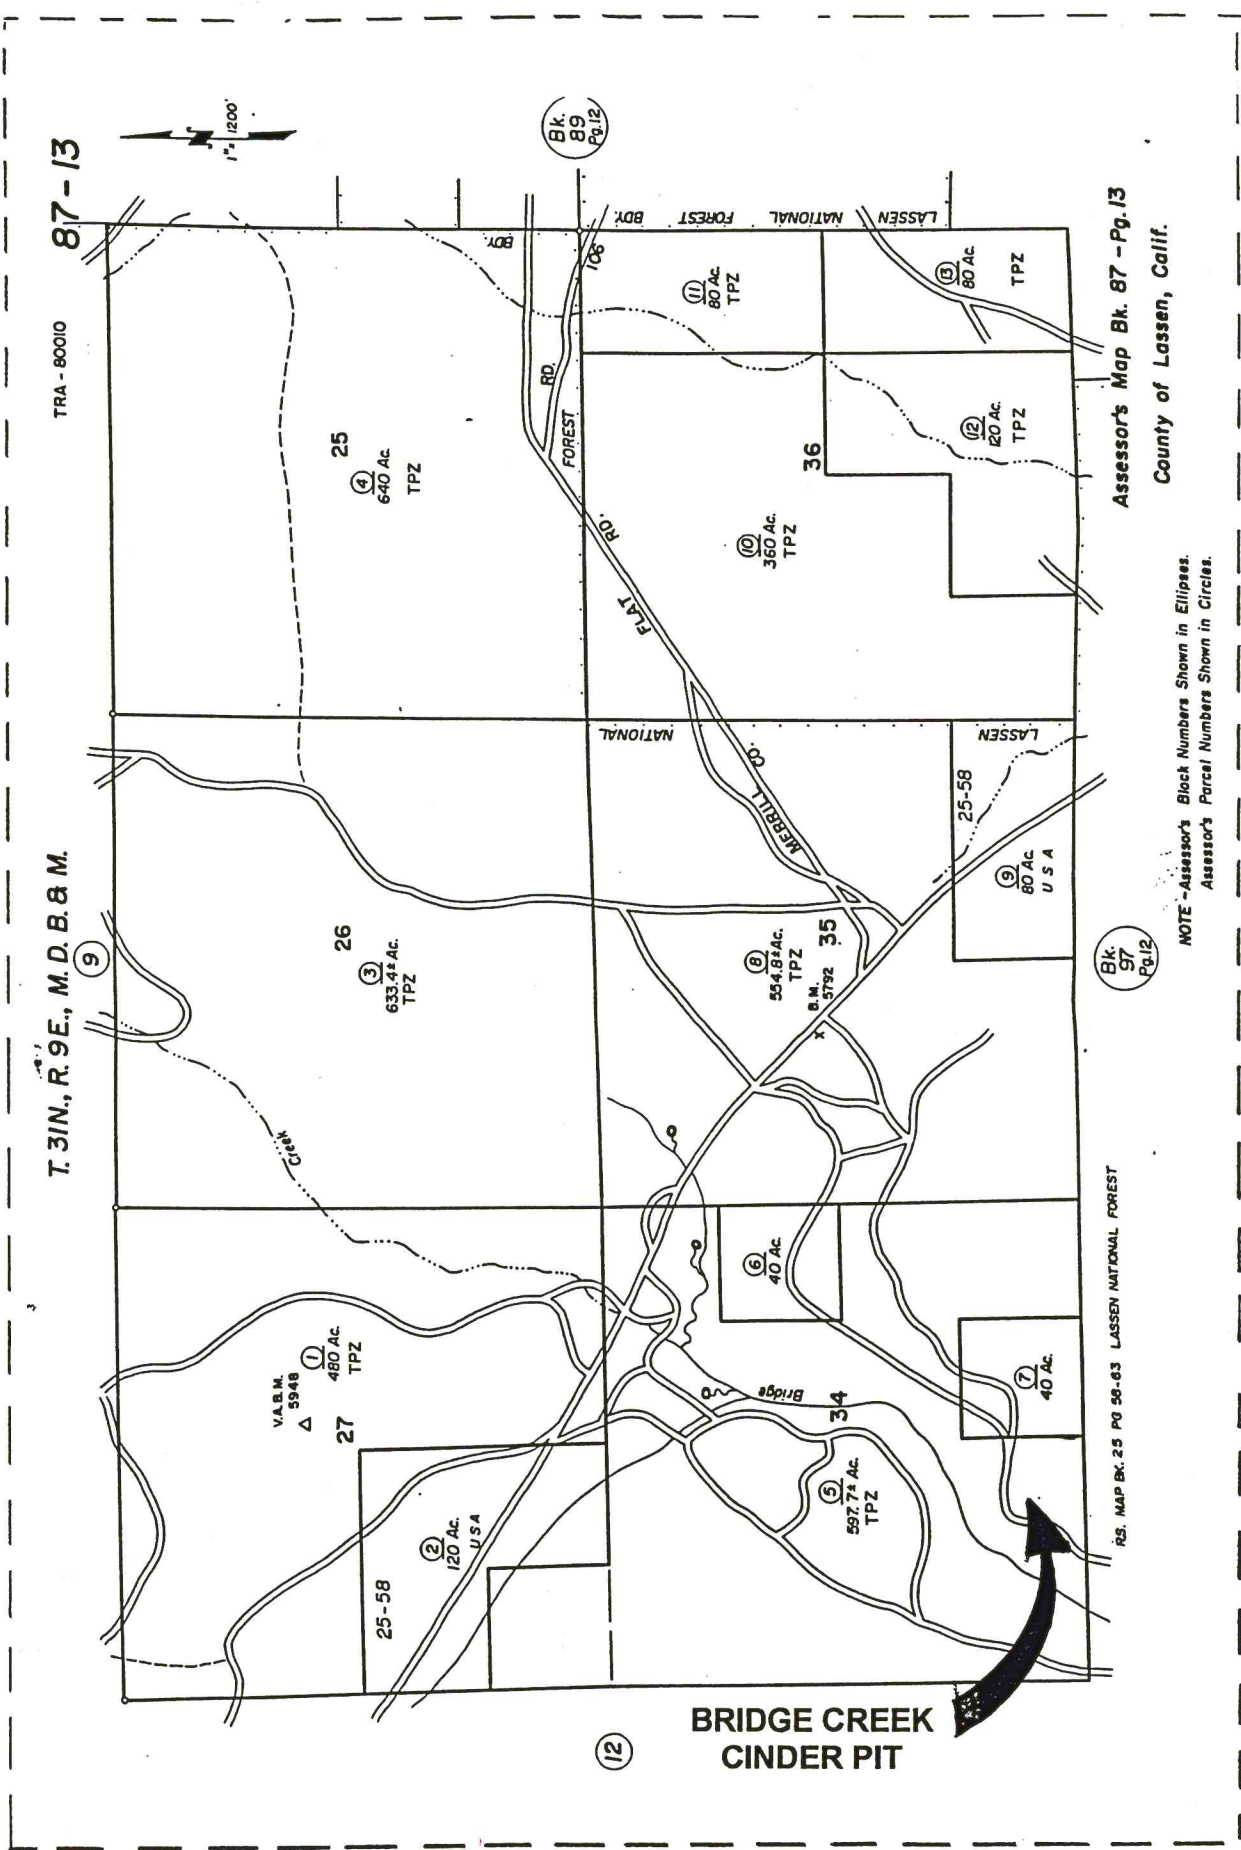 87-13
TRA - 80010
T. 31N., R. 9E., M. D. B. & M.
9
N
1"= 1200'
Bk.
89
Pg.12
Creek
V.A.B.M.
5948
27
1
480 Ac.
TPZ
25-58
2
120 Ac.
USA
26
3
633.4± Ac.
TPZ
25
4
640 Ac.
TPZ
BDY.
106
FOREST RD.
MERRILL CO. FLAT RD.
LASSEN NATIONAL FOREST BDY.
LASSEN NATIONAL
Bridge
34
5
597.7± Ac.
TPZ
6
40 Ac.
7
40 Ac.
35
8
554.8± Ac.
TPZ
B. M.
5792
X
25-58
9
80 Ac.
USA
36
10
360 Ac.
TPZ
11
80 Ac.
TPZ
12
120 Ac.
TPZ
13
80 Ac.
TPZ
12
BRIDGE CREEK
CINDER PIT
R.S. MAP BK. 25 PG 56-63 LASSEN NATIONAL FOREST
Bk.
97
Pg.12
NOTE - Assessor's Block Numbers Shown in Ellipses.
Assessor's Parcel Numbers Shown in Circles.
Assessor's Map Bk. 87 - Pg. 13
County of Lassen, Calif.